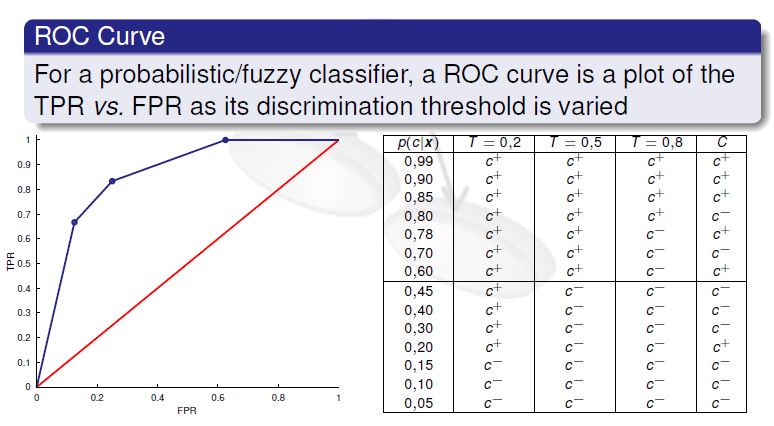 ROC Curve
For a probabilistic/fuzzy classifier, a ROC curve is a plot of the
TPR vs. FPR as its discrimination threshold is varied
1
0.9
0.8
0.7
0.6
0.5
0.4
0.3
0.2
0.1
0
TPR
0 0.2 0.4 0.6 0.8 1
FPR
p(c|x) T = 0,2 T = 0,5 T = 0,8 C
0,99 c⁺ c⁺ c⁺ c⁺
0,90 c⁺ c⁺ c⁺ c⁺
0,85 c⁺ c⁺ c⁺ c⁺
0,80 c⁺ c⁺ c⁺ c⁻
0,78 c⁺ c⁺ c⁻ c⁺
0,70 c⁺ c⁺ c⁻ c⁻
0,60 c⁺ c⁺ c⁻ c⁺
0,45 c⁺ c⁻ c⁻ c⁻
0,40 c⁺ c⁻ c⁻ c⁻
0,30 c⁺ c⁻ c⁻ c⁻
0,20 c⁺ c⁻ c⁻ c⁺
0,15 c⁻ c⁻ c⁻ c⁻
0,10 c⁻ c⁻ c⁻ c⁻
0,05 c⁻ c⁻ c⁻ c⁻